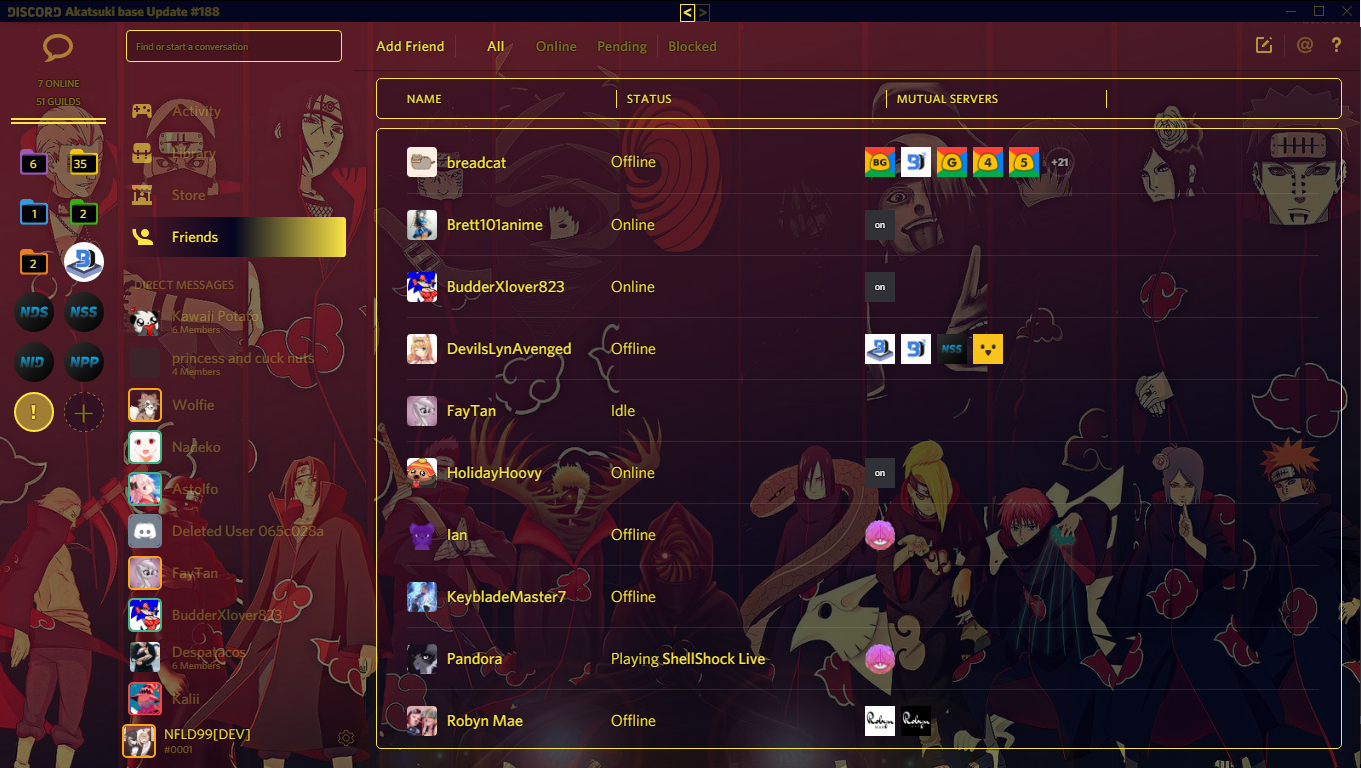 DISCORD Akatsuki base Update #188
< >
7 ONLINE
51 GUILDS
6
35
1
2
2
NDS
NSS
NID
NPP
!
Find or start a conversation
Activity
Library
Store
Friends
DIRECT MESSAGES
Kawaii Potato
6 Members
princess and cuck nuts
4 Members
Wolfie
Nadeko
Astolfo
Deleted User 065c028a
FayTan
BudderXlover823
Despatacos
6 Members
Kalii
NFLD99[DEV]
#0001
Add Friend All Online Pending Blocked @ ?
NAME STATUS MUTUAL SERVERS
breadcat Offline BG G 4 5 +21
Brett101anime Online on
BudderXlover823 Online on
DevilsLynAvenged Offline NSS
FayTan Idle
HolidayHoovy Online on
Ian Offline
KeybladeMaster7 Offline
Pandora Playing ShellShock Live
Robyn Mae Offline Robyn Robyn